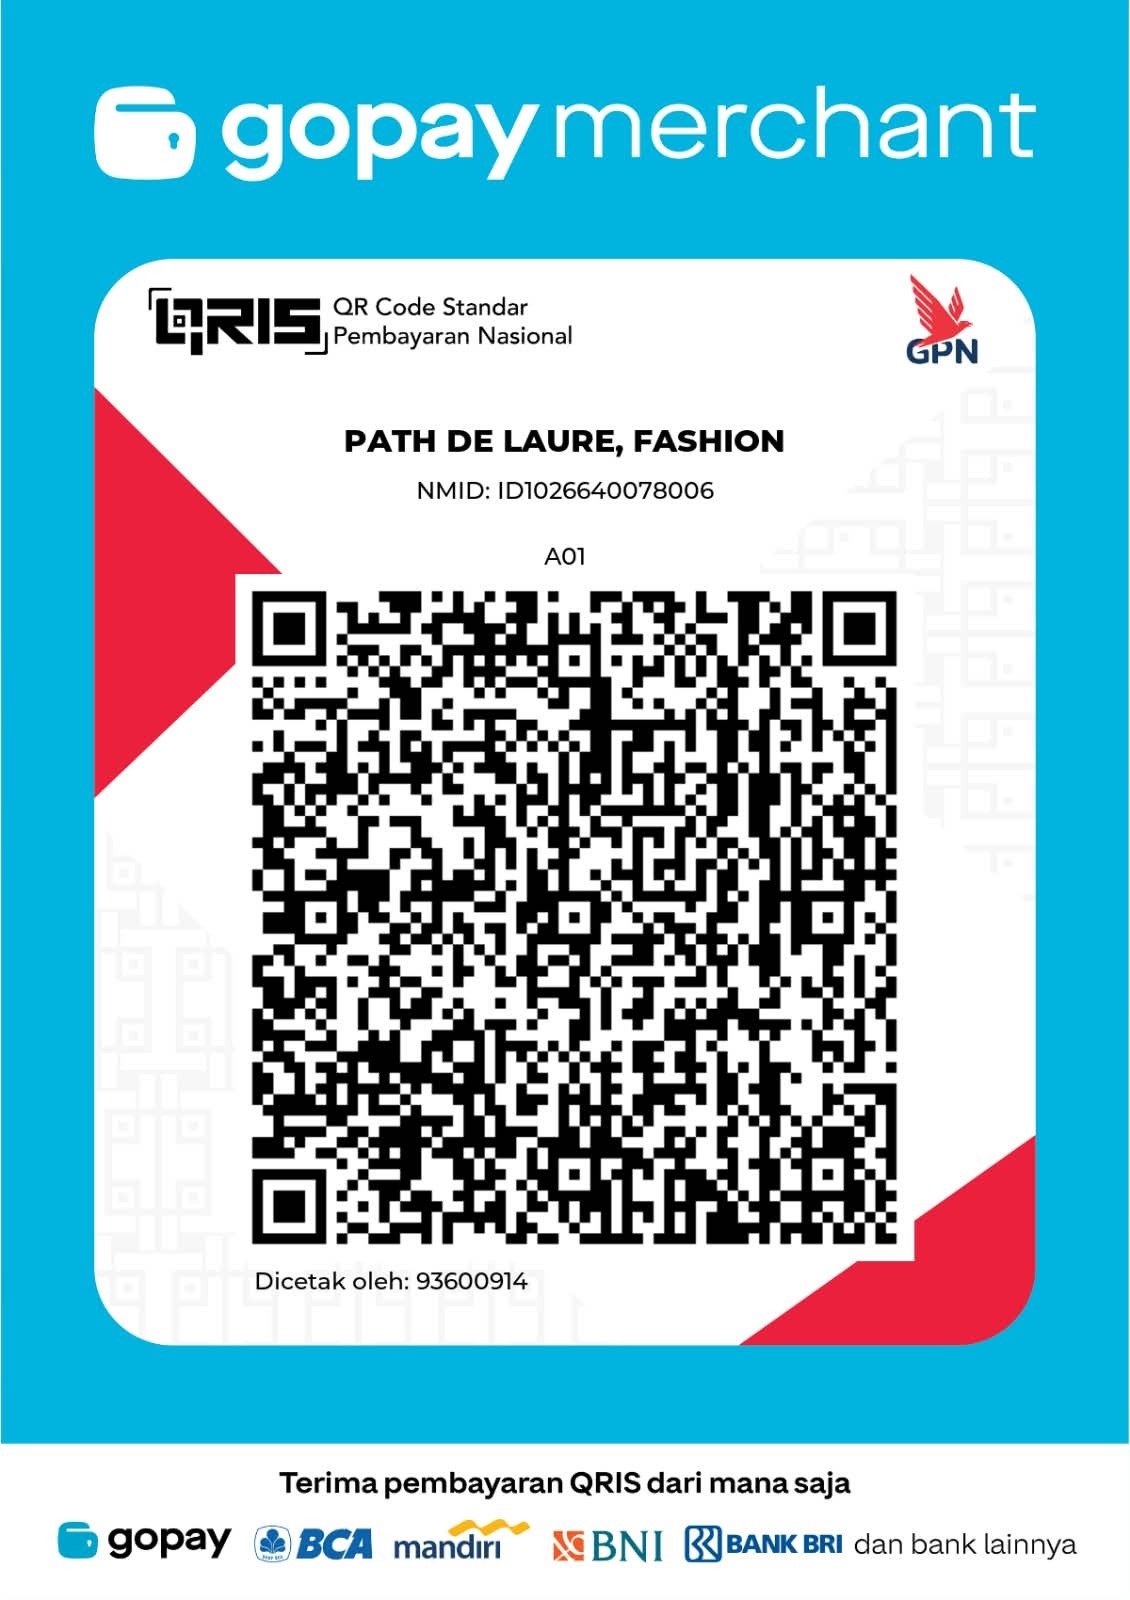 gopay merchant
QRIS QR Code Standar
Pembayaran Nasional
GPN
PATH DE LAURE, FASHION
NMID: ID1026640078006
A01
Dicetak oleh: 93600914
Terima pembayaran QRIS dari mana saja
gopay BCA mandiri BNI BANK BRI dan bank lainnya